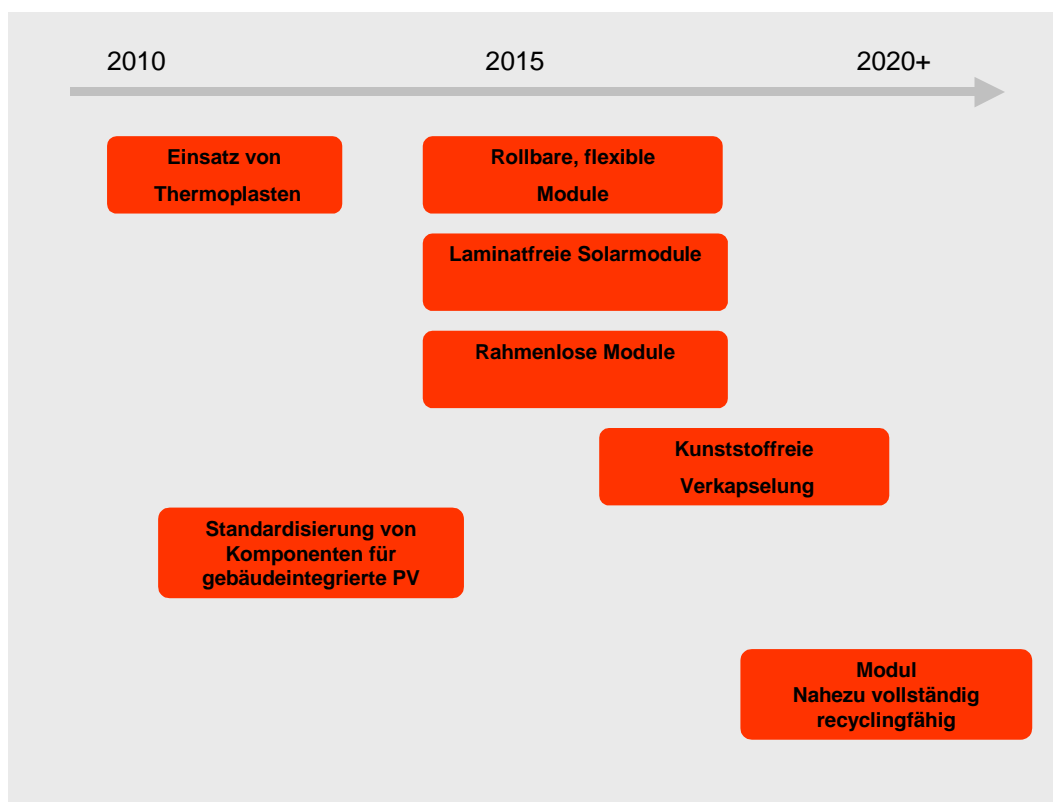 2010 2015 2020+
Einsatz von
Thermoplasten
Rollbare, flexible
Module
Laminatfreie Solarmodule
Rahmenlose Module
Kunststoffreie
Verkapselung
Standardisierung von
Komponenten für
gebäudeintegrierte PV
Modul
Nahezu vollständig
recyclingfähig